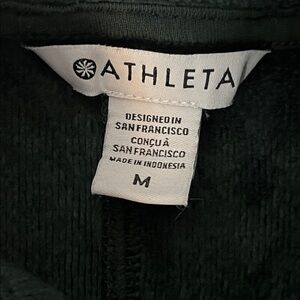 ATHLETA
DESIGNED IN
SAN FRANCISCO
CONÇU À
SAN FRANCISCO
MADE IN INDONESIA
M